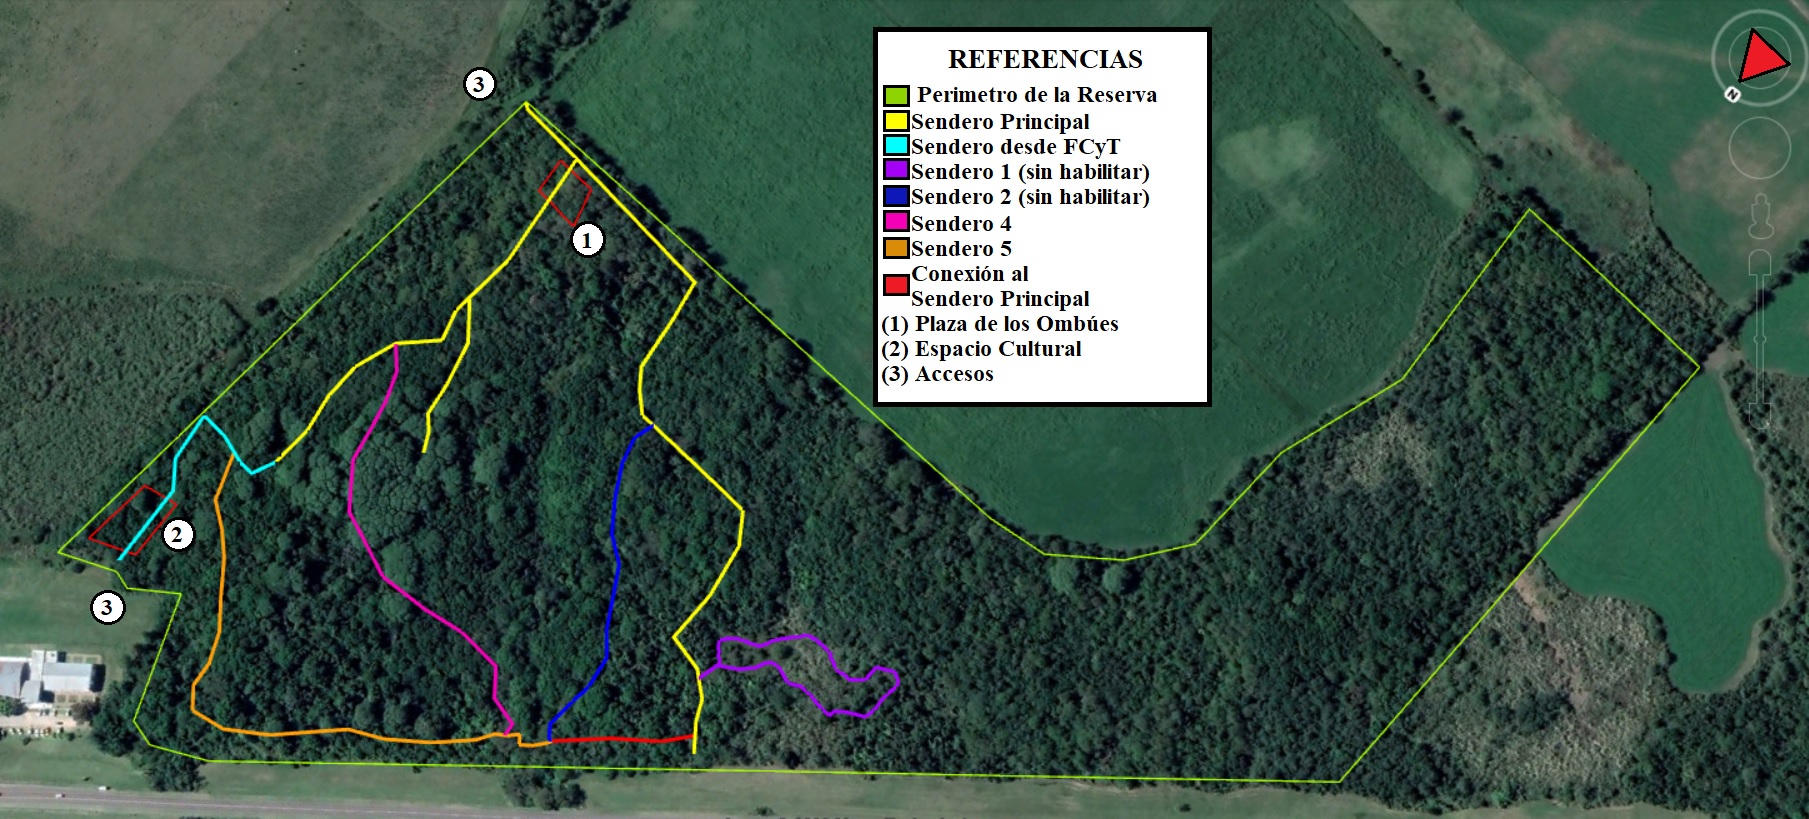 REFERENCIAS
Perimetro de la Reserva
Sendero Principal
Sendero desde FCyT
Sendero 1 (sin habilitar)
Sendero 2 (sin habilitar)
Sendero 4
Sendero 5
Conexión al
Sendero Principal
(1) Plaza de los Ombúes
(2) Espacio Cultural
(3) Accesos
3
1
2
3
N